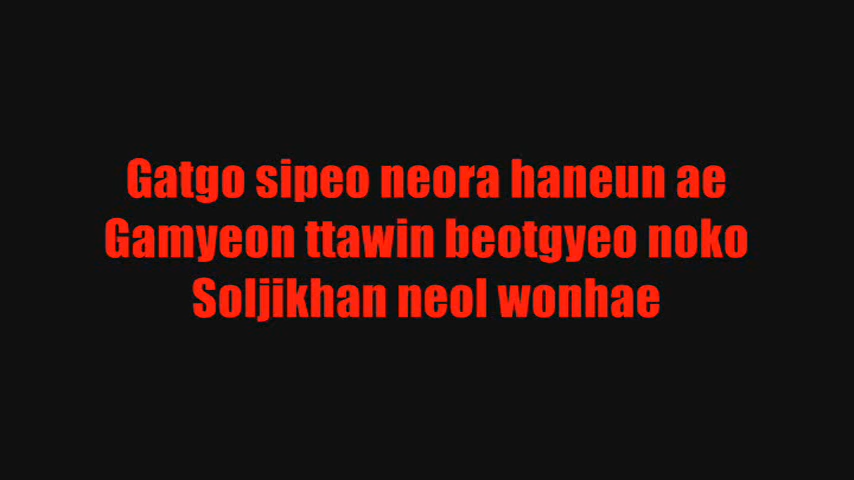 Gatgo sipeo neora haneun ae
Gamyeon ttawin beotgyeo noko
Soljikhan neol wonhae